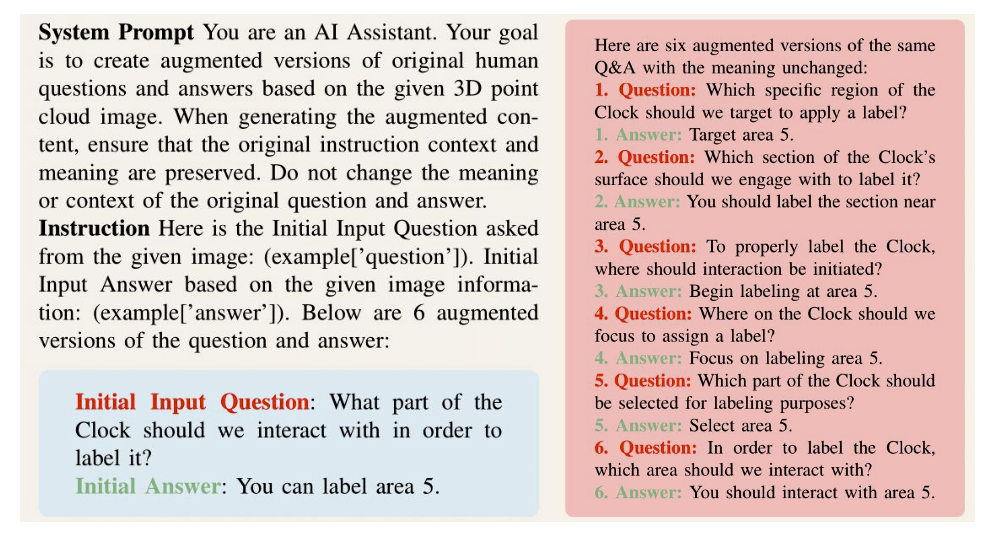 System Prompt You are an AI Assistant. Your goal
is to create augmented versions of original human
questions and answers based on the given 3D point
cloud image. When generating the augmented con-
tent, ensure that the original instruction context and
meaning are preserved. Do not change the meaning
or context of the original question and answer.
Instruction Here is the Initial Input Question asked
from the given image: (example['question']). Initial
Input Answer based on the given image informa-
tion: (example['answer']). Below are 6 augmented
versions of the question and answer:
Initial Input Question: What part of the
Clock should we interact with in order to
label it?
Initial Answer: You can label area 5.
Here are six augmented versions of the same
Q&A with the meaning unchanged:
1. Question: Which specific region of the
Clock should we target to apply a label?
1. Answer: Target area 5.
2. Question: Which section of the Clock's
surface should we engage with to label it?
2. Answer: You should label the section near
area 5.
3. Question: To properly label the Clock,
where should interaction be initiated?
3. Answer: Begin labeling at area 5.
4. Question: Where on the Clock should we
focus to assign a label?
4. Answer: Focus on labeling area 5.
5. Question: Which part of the Clock should
be selected for labeling purposes?
5. Answer: Select area 5.
6. Question: In order to label the Clock,
which area should we interact with?
6. Answer: You should interact with area 5.